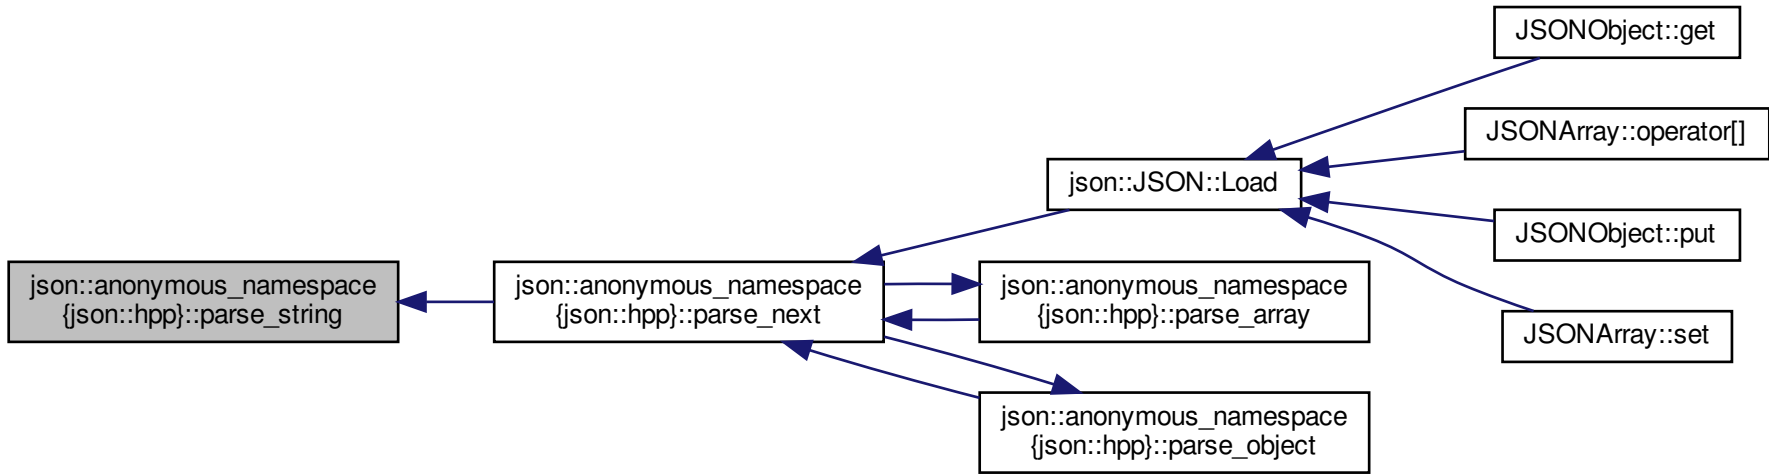 JSONObject::get
JSONArray::operator[]
json::JSON::Load
JSONObject::put
json::anonymous_namespace
{json::hpp}::parse_string
json::anonymous_namespace
{json::hpp}::parse_next
json::anonymous_namespace
{json::hpp}::parse_array
JSONArray::set
json::anonymous_namespace
{json::hpp}::parse_object